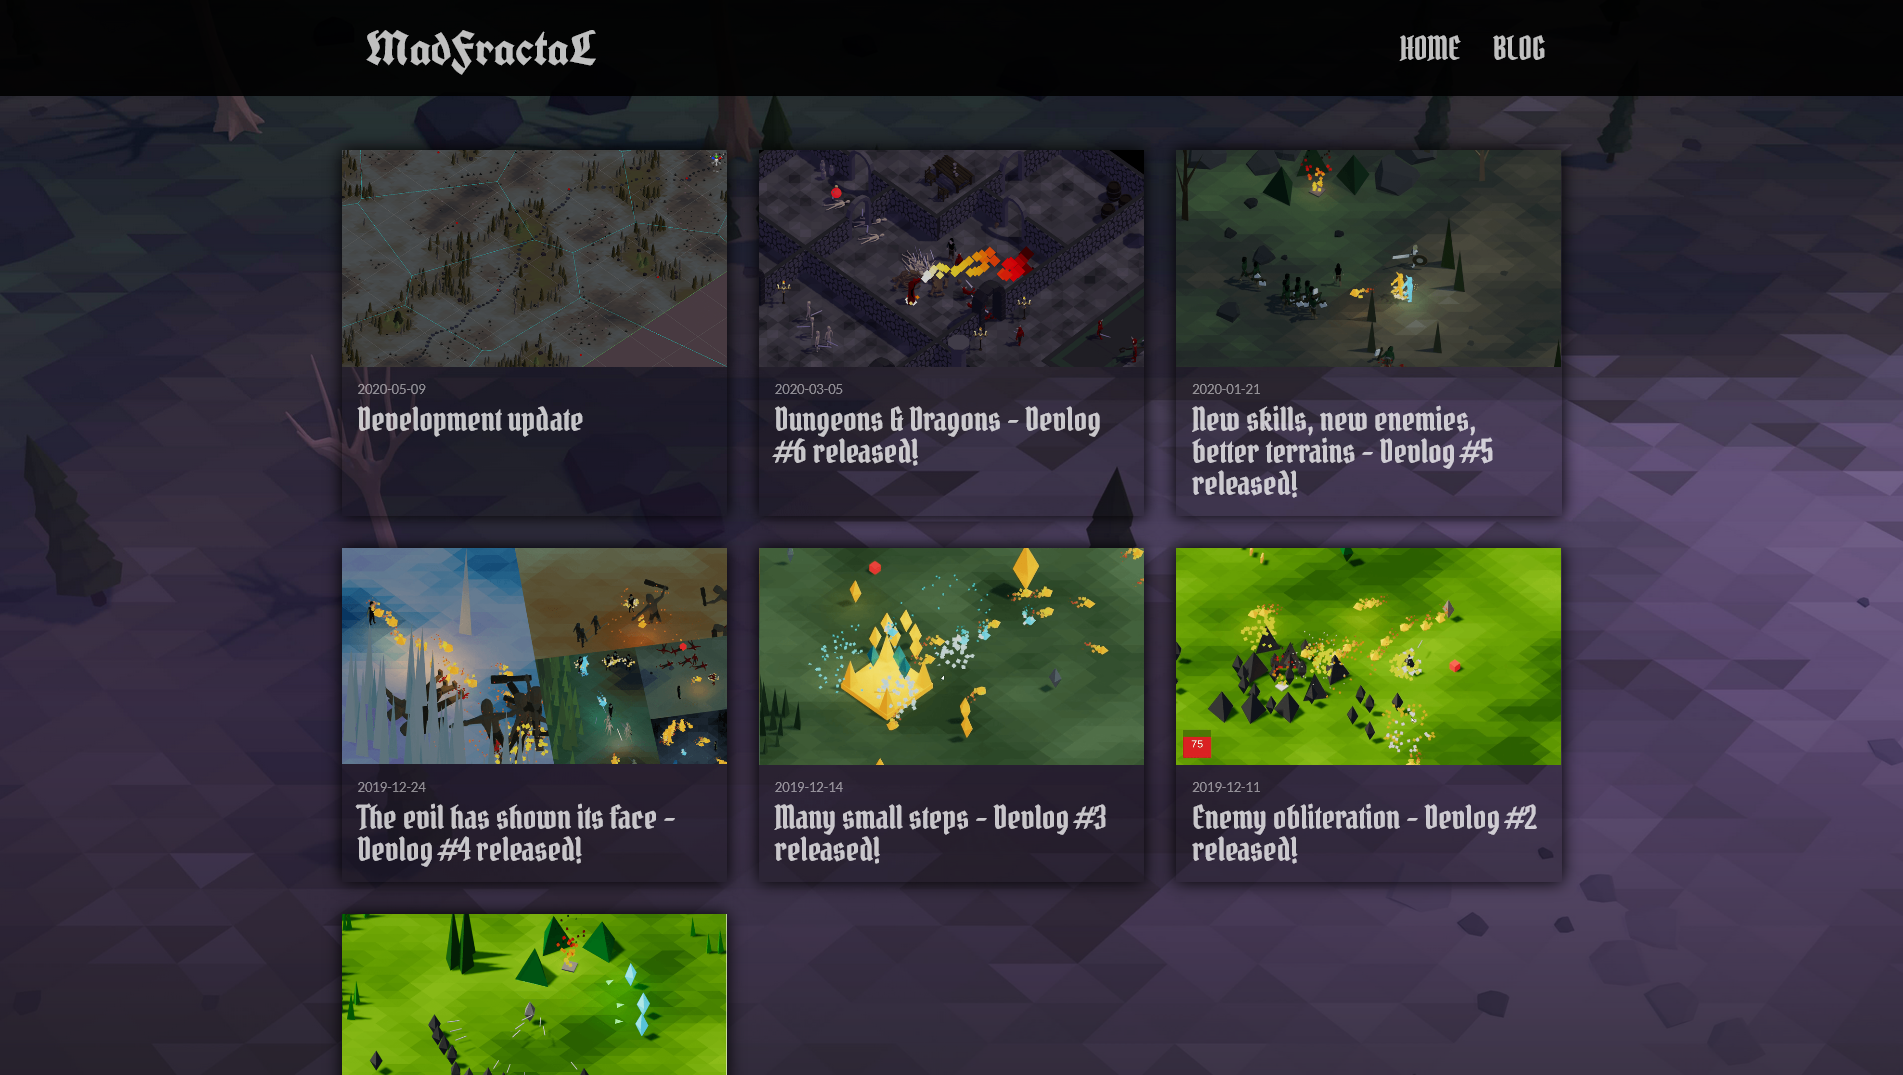 MadFractaL
HOME
BLOG
2020-05-09
Development update
2020-03-05
Dungeons & Dragons – Devlog
#6 released!
2020-01-21
New skills, new enemies,
better terrains – Devlog #5
released!
2019-12-24
The evil has shown its face –
Devlog #4 released!
2019-12-14
Many small steps – Devlog #3
released!
75
2019-12-11
Enemy obliteration – Devlog #2
released!